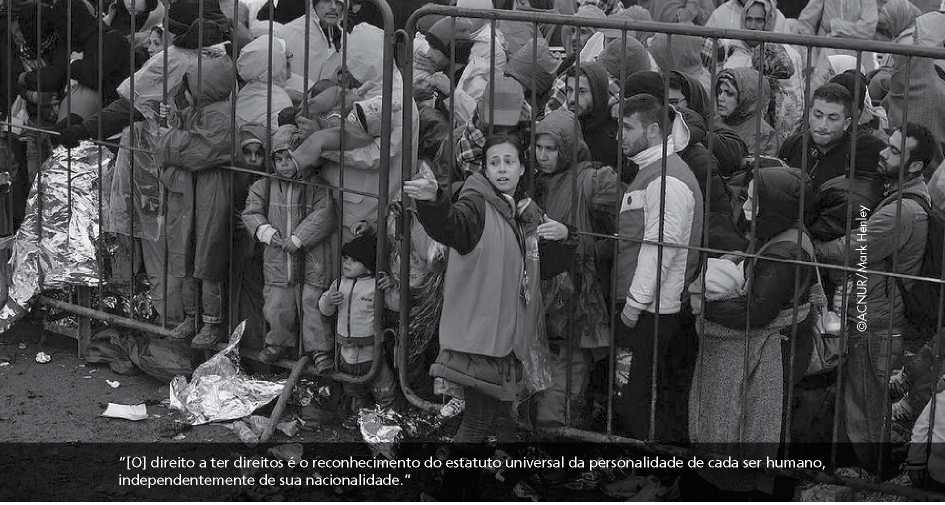 ©ACNUR/Mark Henley
“[O] direito a ter direitos é o reconhecimento do estatuto universal da personalidade de cada ser humano,
independentemente de sua nacionalidade.”